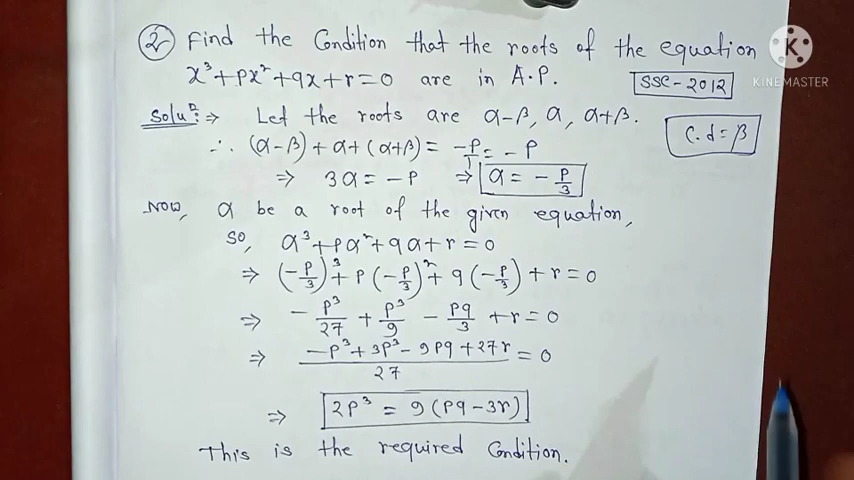 ② Find the Condition that the roots of the equation
x³+px²+qx+r=0 are in A.P.
SSC-2012
Soluⁿ:⇒ Let the roots are α-β, α, α+β.
C.d=β
∴ (α-β)+α+(α+β) = -p/1 = -p
⇒ 3α = -p ⇒ α = -p/3
Now, α be a root of the given equation,
So, α³+pα²+qα+r=0
⇒ (-p/3)³+p(-p/3)²+q(-p/3)+r=0
⇒ -p³/27 + p³/9 - pq/3 + r = 0
⇒ (-p³+3p³-9pq+27r)/27 = 0
⇒ 2p³ = 9(pq-3r)
This is the required Condition.
K
KINEMASTER